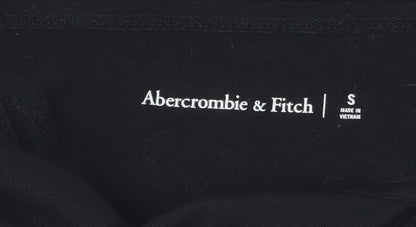 Abercrombie & Fitch | S
MADE IN
VIETNAM